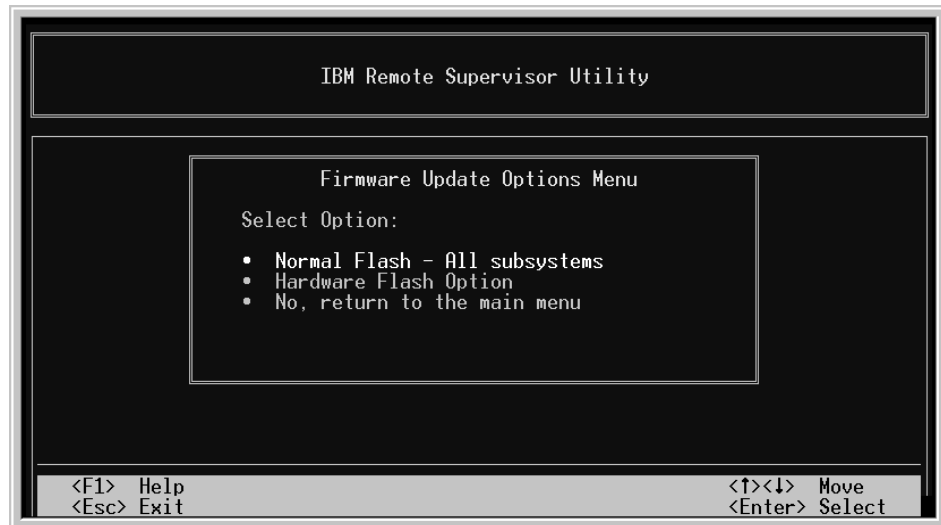 IBM Remote Supervisor Utility
Firmware Update Options Menu
Select Option:
• Normal Flash - All subsystems
• Hardware Flash Option
• No, return to the main menu
<F1> Help
<Esc> Exit
<↑><↓> Move
<Enter> Select